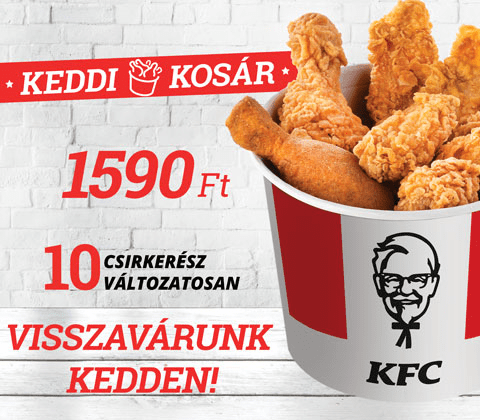 KEDDI KOSÁR
1590 Ft
10 CSIRKERÉSZ
VÁLTOZATOSAN
VISSZAVÁRUNK
KEDDEN!
KFC